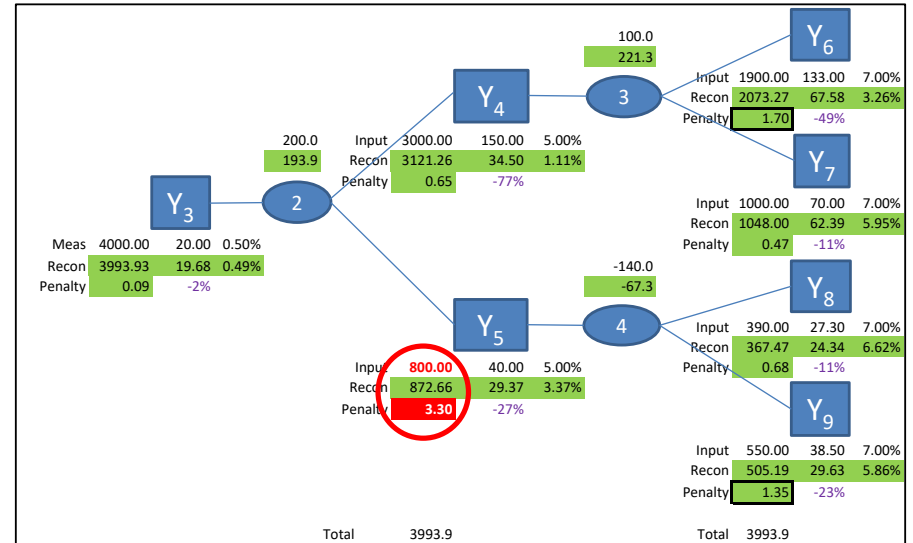 Y6
100.0
221.3
Input 1900.00 133.00 7.00%
Y4
3
Recon 2073.27 67.58 3.26%
Penalty 1.70 -49%
200.0
Input 3000.00 150.00 5.00%
193.9
Recon 3121.26 34.50 1.11%
Penalty 0.65 -77%
Y7
Y3
2
Input 1000.00 70.00 7.00%
Meas 4000.00 20.00 0.50%
Recon 1048.00 62.39 5.95%
Recon 3993.93 19.68 0.49%
Penalty 0.47 -11%
Penalty 0.09 -2%
-140.0
-67.3
Y8
Y5
4
Input 390.00 27.30 7.00%
Recon 367.47 24.34 6.62%
Input 800.00 40.00 5.00%
Penalty 0.68 -11%
Recon 872.66 29.37 3.37%
Penalty 3.30 -27%
Y9
Input 550.00 38.50 7.00%
Recon 505.19 29.63 5.86%
Penalty 1.35 -23%
Total 3993.9
Total 3993.9